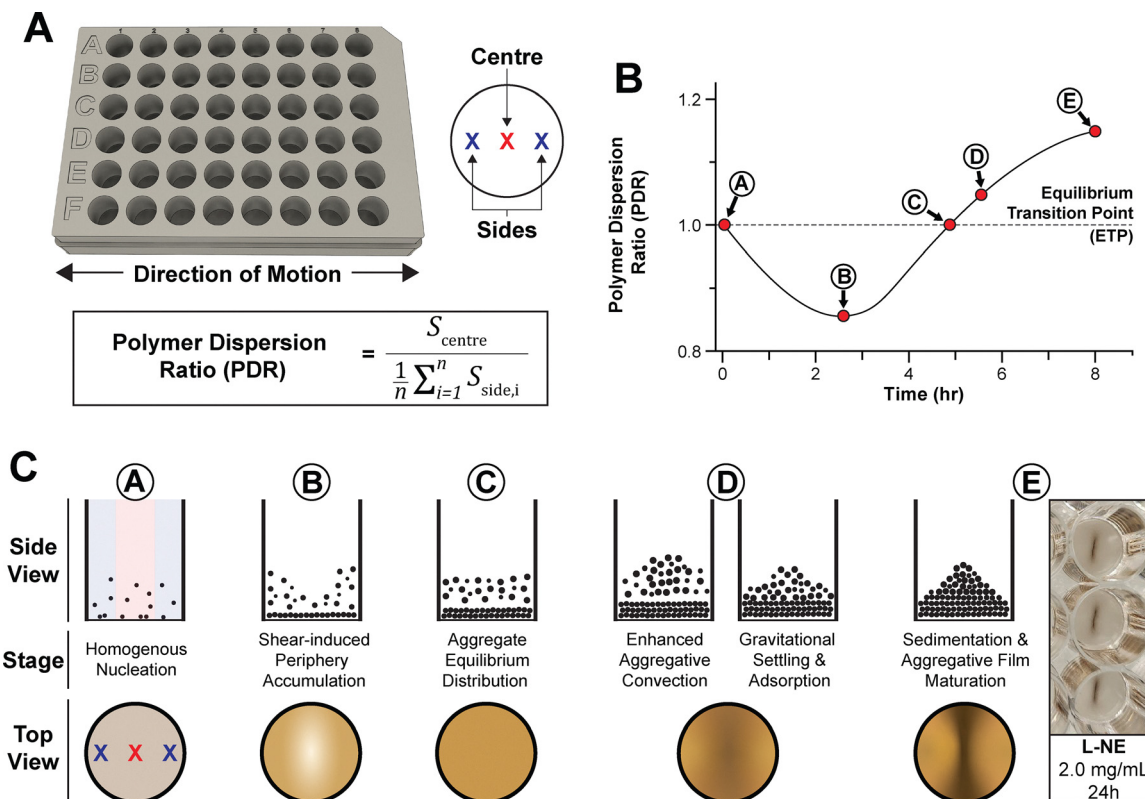 A
1 2 3 4 5 6 7 8
A
B
C
D
E
F
Direction of Motion
Centre
X X X
Sides
Polymer Dispersion
Ratio (PDR)
=
S centre
1/n ∑ n i=1 S side,i
B
Polymer Dispersion
Ratio (PDR)
1.2
1.0
0.8
0 2 4 6 8
Time (hr)
A
B
C
D
E
Equilibrium
Transition Point
(ETP)
C
A B C D E
Side
View
Stage
Homogenous
Nucleation
Shear-induced
Periphery
Accumulation
Aggregate
Equilibrium
Distribution
Enhanced
Aggregative
Convection
Gravitational
Settling &
Adsorption
Sedimentation &
Aggregative Film
Maturation
Top
View
X X X
L-NE
2.0 mg/mL
24h